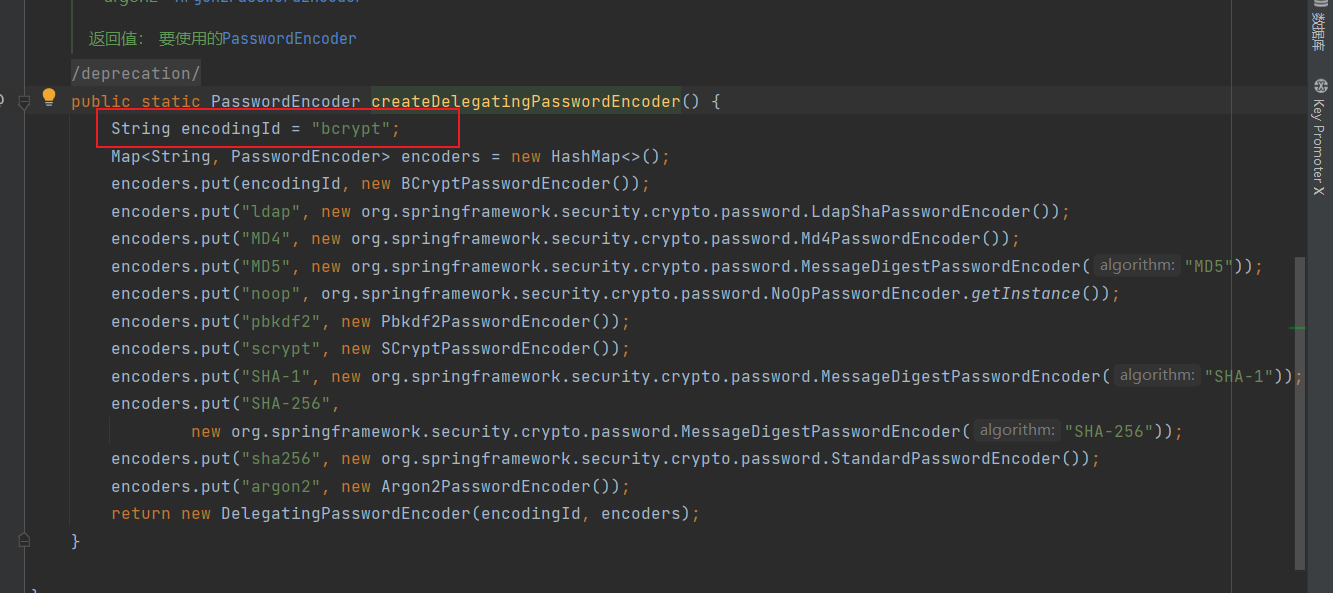 argon2 Argon2PasswordEncoder
返回值： 要使用的PasswordEncoder
/deprecation/
public static PasswordEncoder createDelegatingPasswordEncoder() {
String encodingId = "bcrypt";
Map<String, PasswordEncoder> encoders = new HashMap<>();
encoders.put(encodingId, new BCryptPasswordEncoder());
encoders.put("ldap", new org.springframework.security.crypto.password.LdapShaPasswordEncoder());
encoders.put("MD4", new org.springframework.security.crypto.password.Md4PasswordEncoder());
encoders.put("MD5", new org.springframework.security.crypto.password.MessageDigestPasswordEncoder( algorithm: "MD5"));
encoders.put("noop", org.springframework.security.crypto.password.NoOpPasswordEncoder.getInstance());
encoders.put("pbkdf2", new Pbkdf2PasswordEncoder());
encoders.put("scrypt", new SCryptPasswordEncoder());
encoders.put("SHA-1", new org.springframework.security.crypto.password.MessageDigestPasswordEncoder( algorithm: "SHA-1"));
encoders.put("SHA-256",
new org.springframework.security.crypto.password.MessageDigestPasswordEncoder( algorithm: "SHA-256"));
encoders.put("sha256", new org.springframework.security.crypto.password.StandardPasswordEncoder());
encoders.put("argon2", new Argon2PasswordEncoder());
return new DelegatingPasswordEncoder(encodingId, encoders);
}
数据库
Key Promoter X